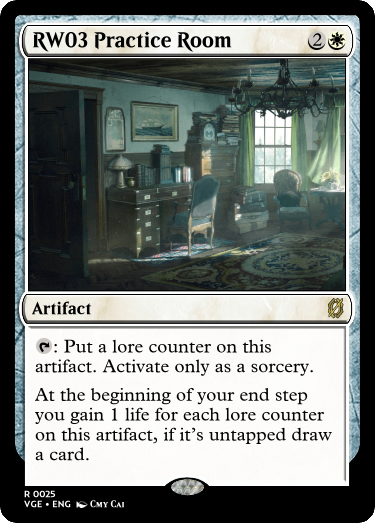 RW03 Practice Room 2
Artifact
: Put a lore counter on this
artifact. Activate only as a sorcery.
At the beginning of your end step
you gain 1 life for each lore counter
on this artifact, if it's untapped draw
a card.
R 0025
VGE • ENG Cmy Cai